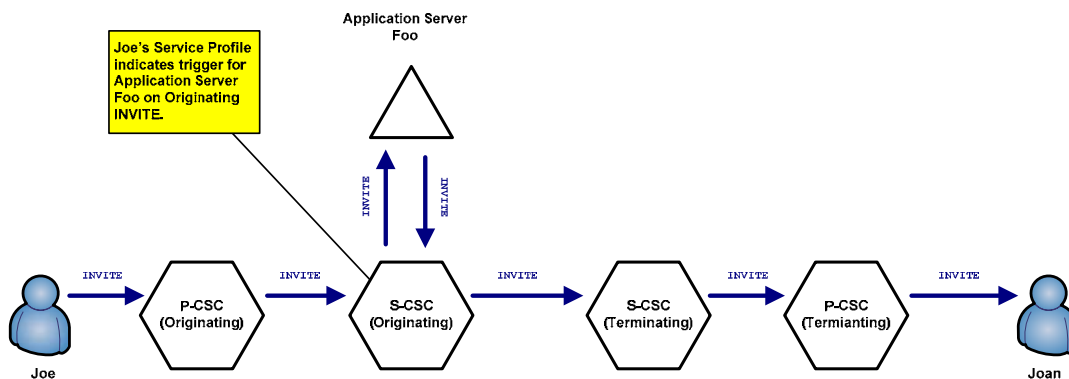 Application Server
Foo
Joe's Service Profile
indicates trigger for
Application Server
Foo on Originating
INVITE.
INVITE
INVITE
INVITE
INVITE
INVITE
INVITE
INVITE
P-CSC
(Originating)
S-CSC
(Originating)
S-CSC
(Terminating)
P-CSC
(Termianting)
Joe
Joan